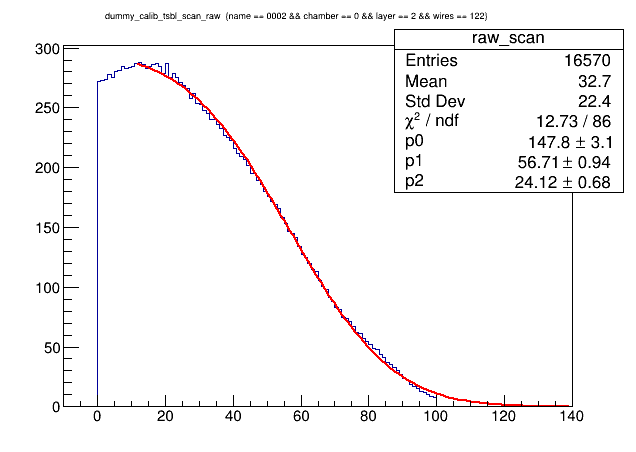 dummy_calib_tsbl_scan_raw (name == 0002 && chamber == 0 && layer == 2 && wires == 122)
raw_scan
Entries 16570
Mean 32.7
Std Dev 22.4
χ² / ndf 12.73 / 86
p0 147.8 ± 3.1
p1 56.71 ± 0.94
p2 24.12 ± 0.68
300
250
200
150
100
50
0
0 20 40 60 80 100 120 140